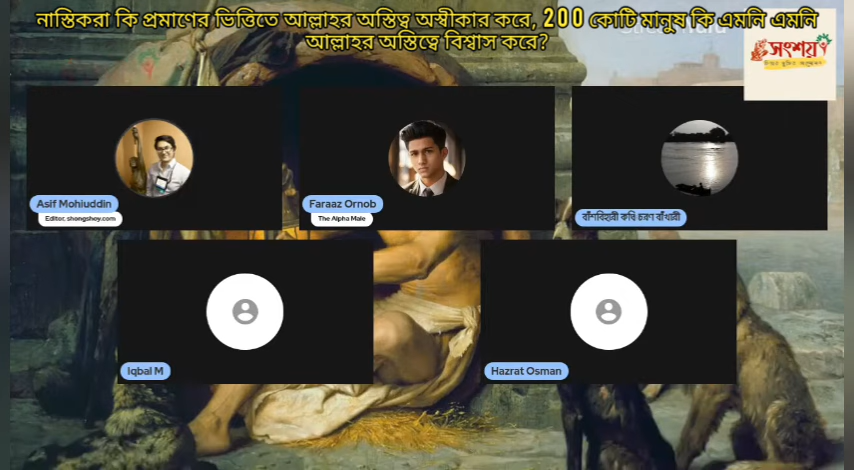 নাস্তিকরা কি প্রমাণের ভিত্তিতে আল্লাহর অস্তিত্ব অস্বীকার করে, 200 কোটি মানুষ কি এমনি এমনি
আল্লাহর অস্তিত্বে বিশ্বাস করে?
সংশয়
Asif Mohiuddin
Editor, shongshoy.com
Faraaz Ornob
The Alpha Male
বাঁশবিহারী কবি চরণ বাঁখারী
Iqbal M
Hazrat Osman